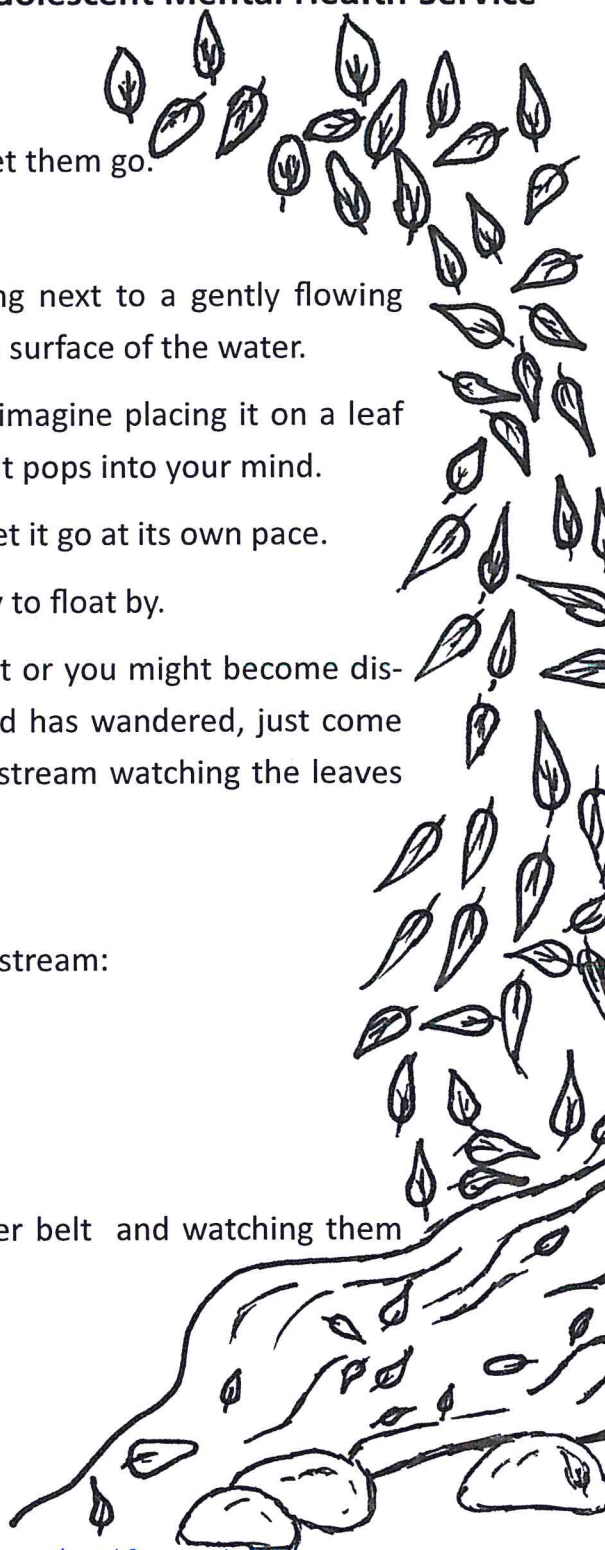 Adolescent Mental Health Service
et them go.
ng next to a gently flowing
surface of the water.
imagine placing it on a leaf
t pops into your mind.
et it go at its own pace.
to float by.
t or you might become dis-
d has wandered, just come
stream watching the leaves
stream:
er belt and watching them